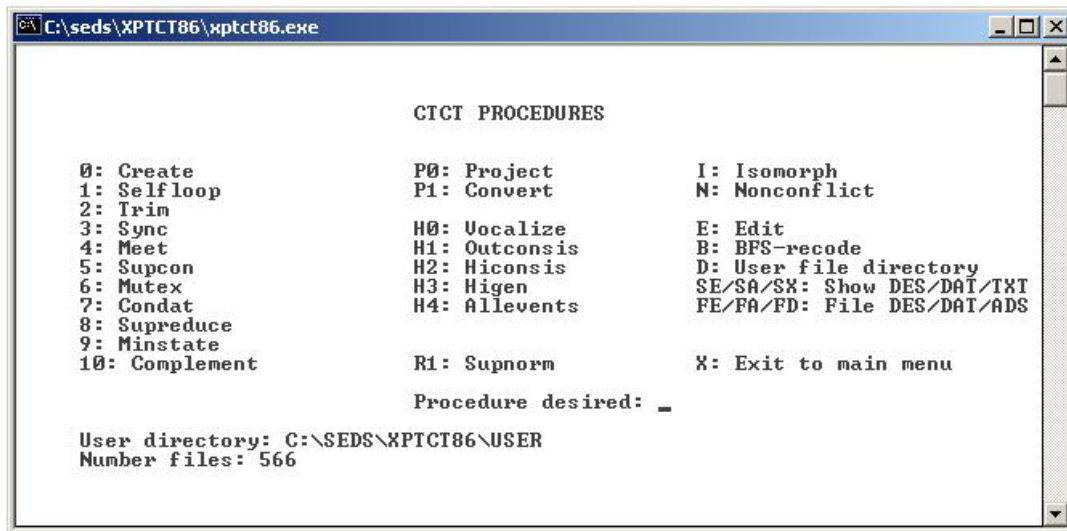 C:\seds\XPTCT86\xptct86.exe
CTCT PROCEDURES
0: Create P0: Project I: Isomorph
1: Selfloop P1: Convert N: Nonconflict
2: Trim
3: Sync H0: Vocalize E: Edit
4: Meet H1: Outconsis B: BFS-recode
5: Supcon H2: Hiconsis D: User file directory
6: Mutex H3: Higen SE/SA/SX: Show DES/DAT/TXT
7: Condat H4: Allevents FE/FA/FD: File DES/DAT/ADS
8: Supreduce
9: Minstate
10: Complement R1: Supnorm X: Exit to main menu
Procedure desired: _
User directory: C:\SEDS\XPTCT86\USER
Number files: 566